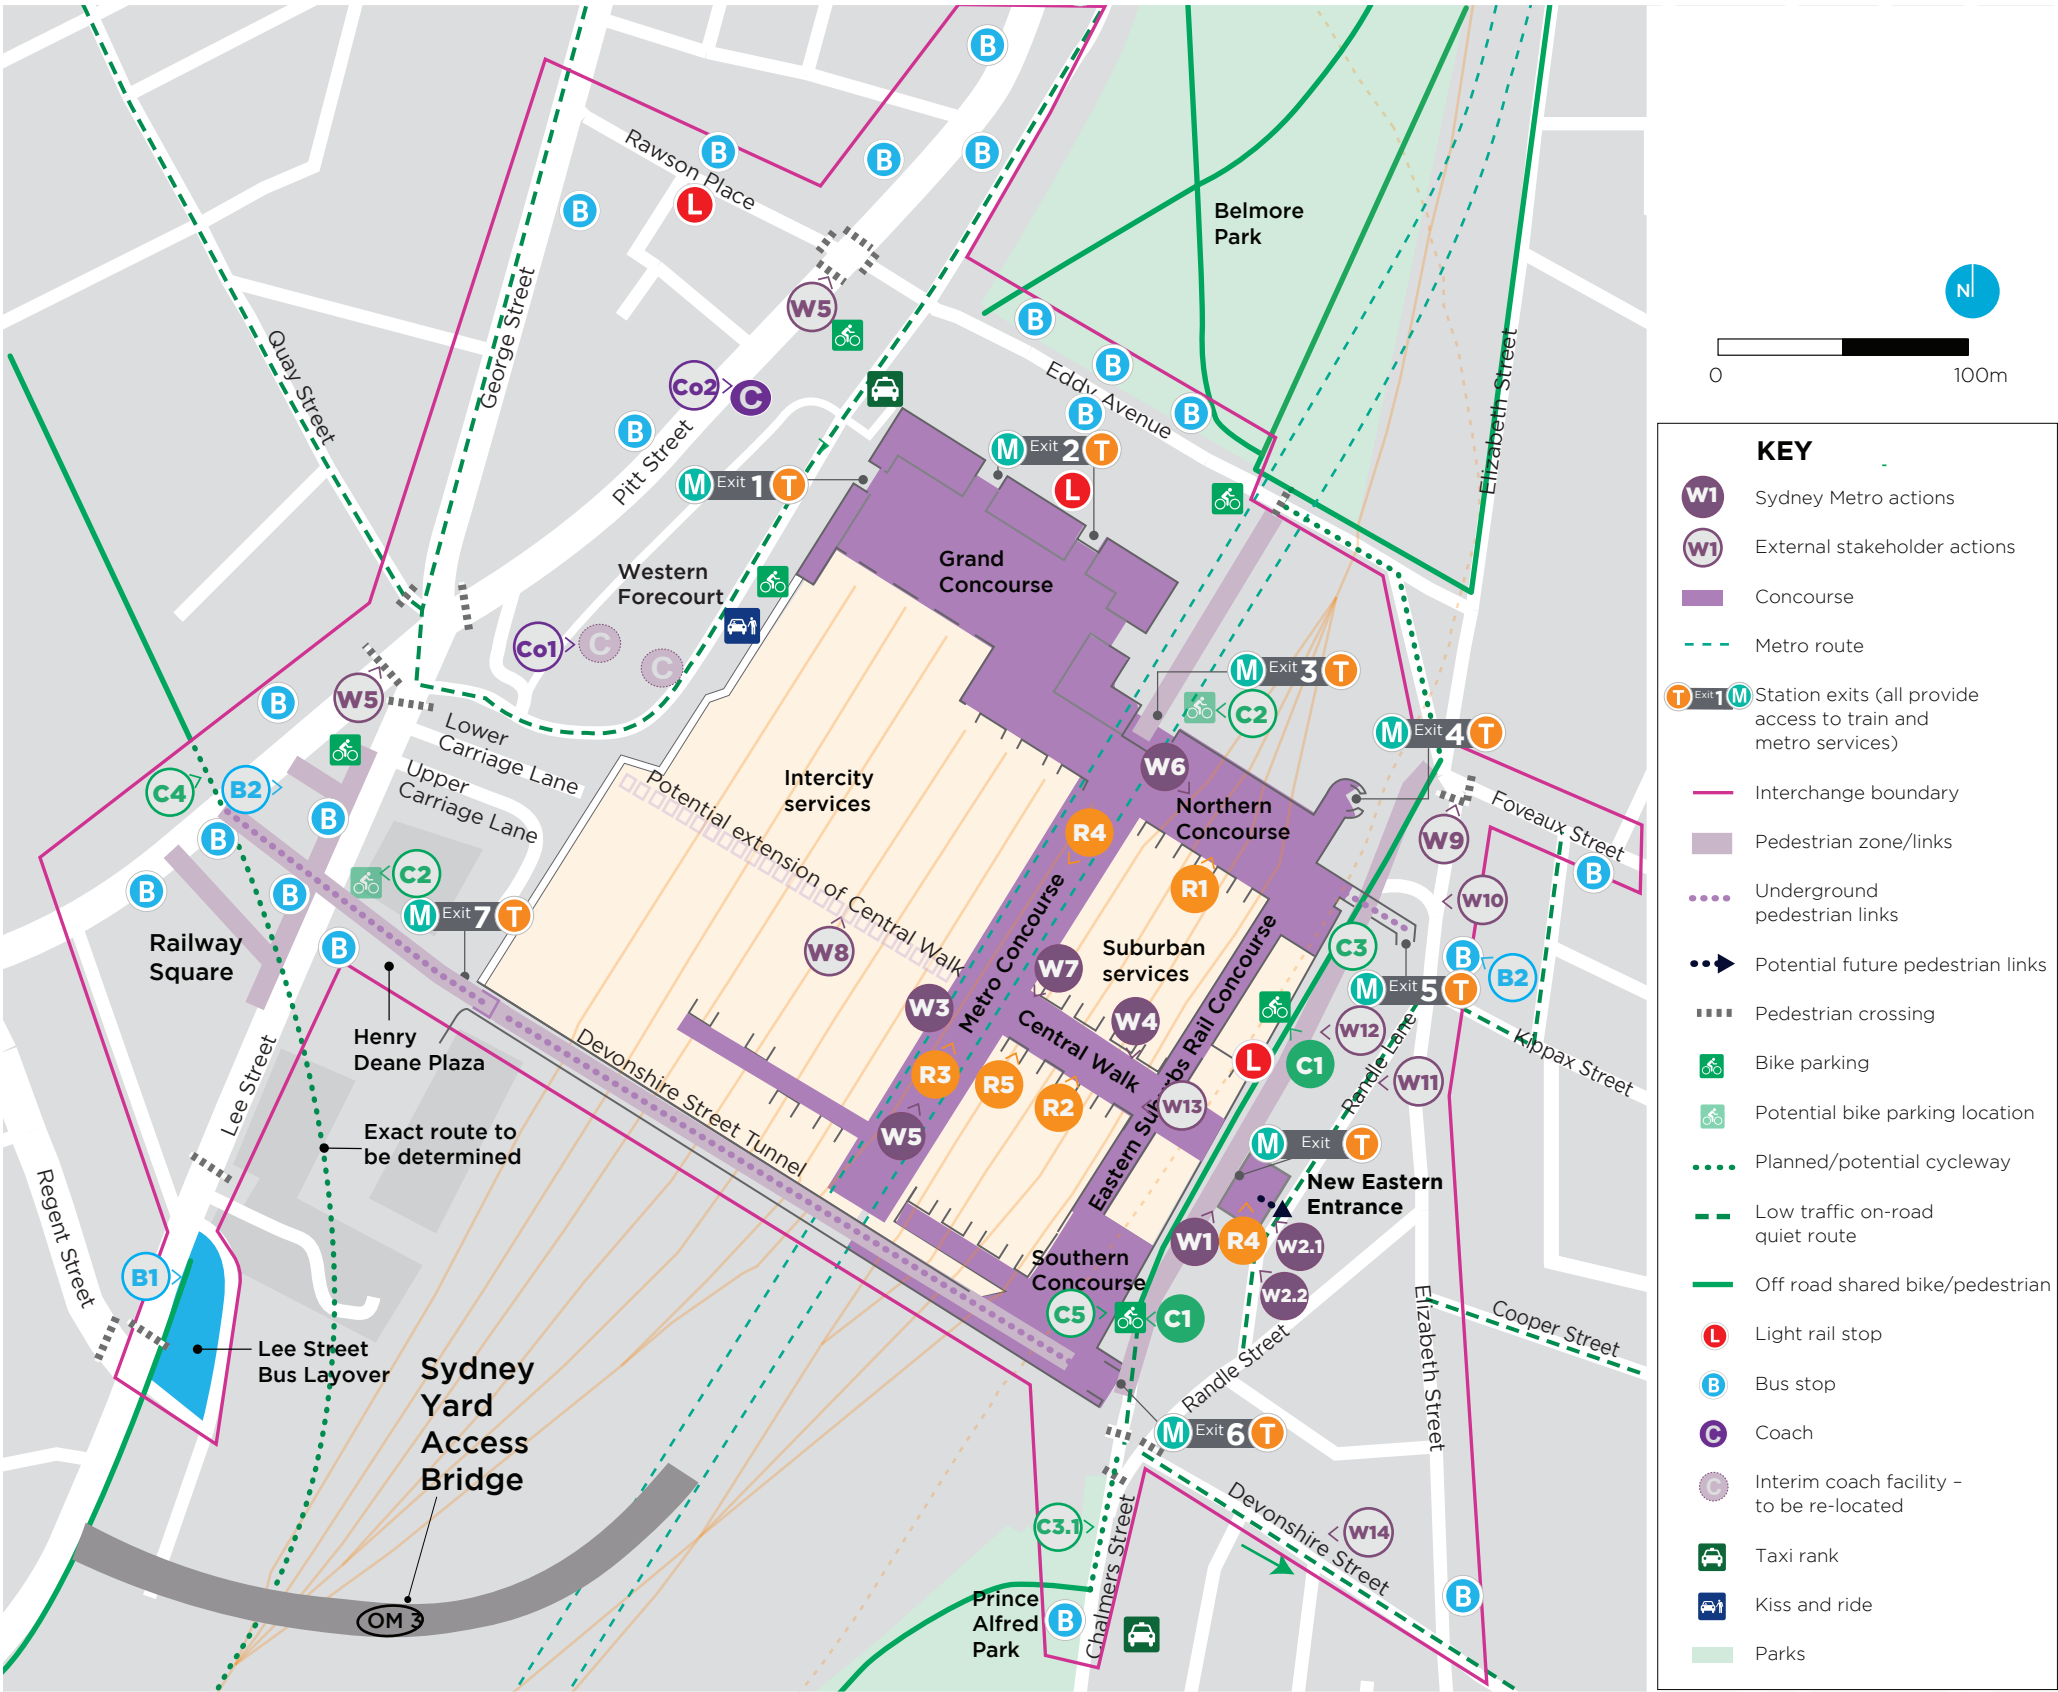 B
Rawson Place
B
B
B
B
L
Belmore
Park
W5
B
George Street
Quay Street
Co2
C
B
Eddy Avenue
B
B
B
Elizabeth Street
Pitt Street
M Exit 1 T
M Exit 2 T
L
Grand
Concourse
Western
Forecourt
Co1
C
C
M Exit 3 T
C2
W5
B
Lower
Carriage Lane
Upper
Carriage Lane
M Exit 4 T
W6
Northern
Concourse
Intercity
services
Potential extension of Central Walk
C4
B2
B
B
B
B
C2
M Exit 7 T
R4
R1
Foveaux Street
W9
B
W10
W8
Metro Concourse
Suburban
services
Eastern Suburbs Rail Concourse
C3
B
B2
M Exit 5 T
Railway
Square
B
Henry
Deane Plaza
W7
W3
W4
Central Walk
W12
Randle Lane
Kippax Street
W11
L
C1
R3
R5
R2
W13
W5
Devonshire Street Tunnel
Lee Street
Exact route to
be determined
M Exit T
New Eastern
Entrance
Regent Street
B1
W1
R4
W2.1
W2.2
Southern
Concourse
C5
C1
Lee Street
Bus Layover
Randle Street
Elizabeth Street
Cooper Street
Sydney
Yard
Access
Bridge
M Exit 6 T
Devonshire Street
W14
C3.1
Chalmers Street
Prince
Alfred
Park
B
B
OM 3
N
0 100m
KEY
W1 Sydney Metro actions
W1 External stakeholder actions
Concourse
Metro route
T Exit 1 M Station exits (all provide
access to train and
metro services)
Interchange boundary
Pedestrian zone/links
Underground
pedestrian links
Potential future pedestrian links
Pedestrian crossing
Bike parking
Potential bike parking location
Planned/potential cycleway
Low traffic on-road
quiet route
Off road shared bike/pedestrian
L Light rail stop
B Bus stop
C Coach
C Interim coach facility –
to be re-located
Taxi rank
Kiss and ride
Parks